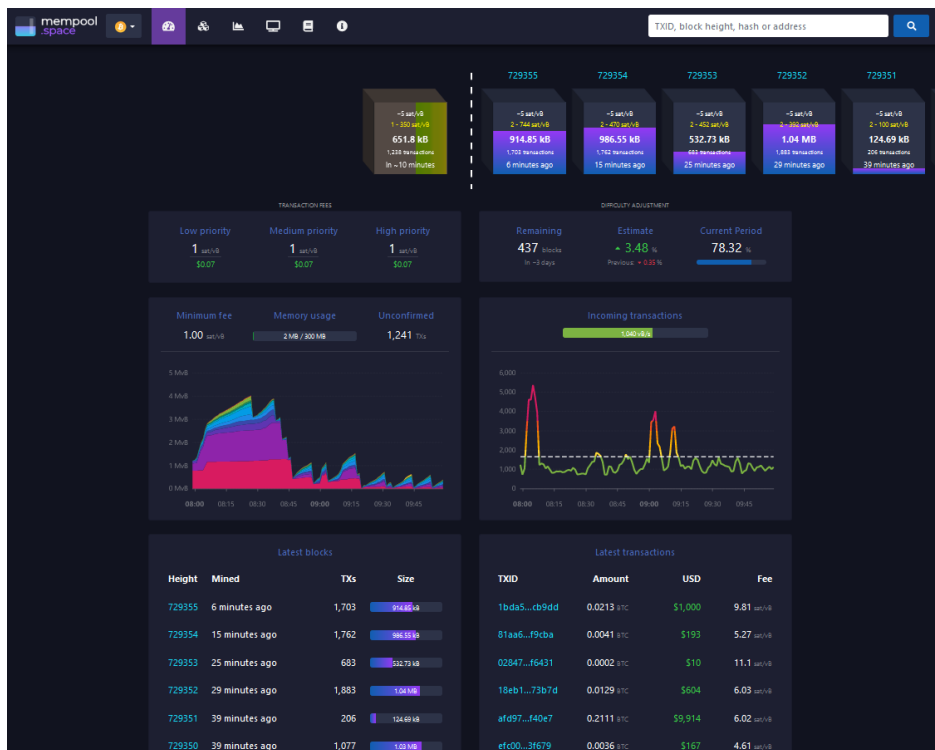 mempool
.space
TXID, block height, hash or address
729355 729354 729353 729352 729351
~5 sat/vB ~5 sat/vB ~5 sat/vB ~5 sat/vB ~5 sat/vB ~5 sat/vB
1 - 350 sat/vB 2 - 744 sat/vB 2 - 470 sat/vB 2 - 452 sat/vB 2 - 382 sat/vB 2 - 100 sat/vB
651.8 kB 914.85 kB 986.55 kB 532.73 kB 1.04 MB 124.69 kB
1,238 transactions 1,703 transactions 1,762 transactions 683 transactions 1,883 transactions 206 transactions
In ~10 minutes 6 minutes ago 15 minutes ago 25 minutes ago 29 minutes ago 39 minutes ago
TRANSACTION FEES DIFFICULTY ADJUSTMENT
Low priority Medium priority High priority Remaining Estimate Current Period
1 sat/vB 1 sat/vB 1 sat/vB 437 blocks 3.48 % 78.32 %
$0.07 $0.07 $0.07 In ~3 days Previous: 0.35 %
Minimum fee Memory usage Unconfirmed Incoming transactions
1.00 sat/vB 2 MB / 300 MB 1,241 TXs 1,040 vB/s
5 MvB 6,000
4 MvB 5,000
3 MvB 4,000
2 MvB 3,000
1 MvB 2,000
0 MvB 1,000
0
08:00 08:15 08:30 08:45 09:00 09:15 09:30 09:45 08:00 08:15 08:30 08:45 09:00 09:15 09:30 09:45
Latest blocks
Height Mined TXs Size
729355 6 minutes ago 1,703 914.85 kB
729354 15 minutes ago 1,762 986.55 kB
729353 25 minutes ago 683 532.73 kB
729352 29 minutes ago 1,883 1.04 MB
729351 39 minutes ago 206 124.69 kB
729350 39 minutes ago 1,077 1.03 MB
Latest transactions
TXID Amount USD Fee
1bda5...cb9dd 0.0213 BTC $1,000 9.81 sat/vB
81aa6...f9cba 0.0041 BTC $193 5.27 sat/vB
02847...f6431 0.0002 BTC $10 11.1 sat/vB
18eb1...73b7d 0.0129 BTC $604 6.03 sat/vB
afd97...f40e7 0.2111 BTC $9,914 6.02 sat/vB
efc00...3f679 0.0036 BTC $167 4.61 sat/vB